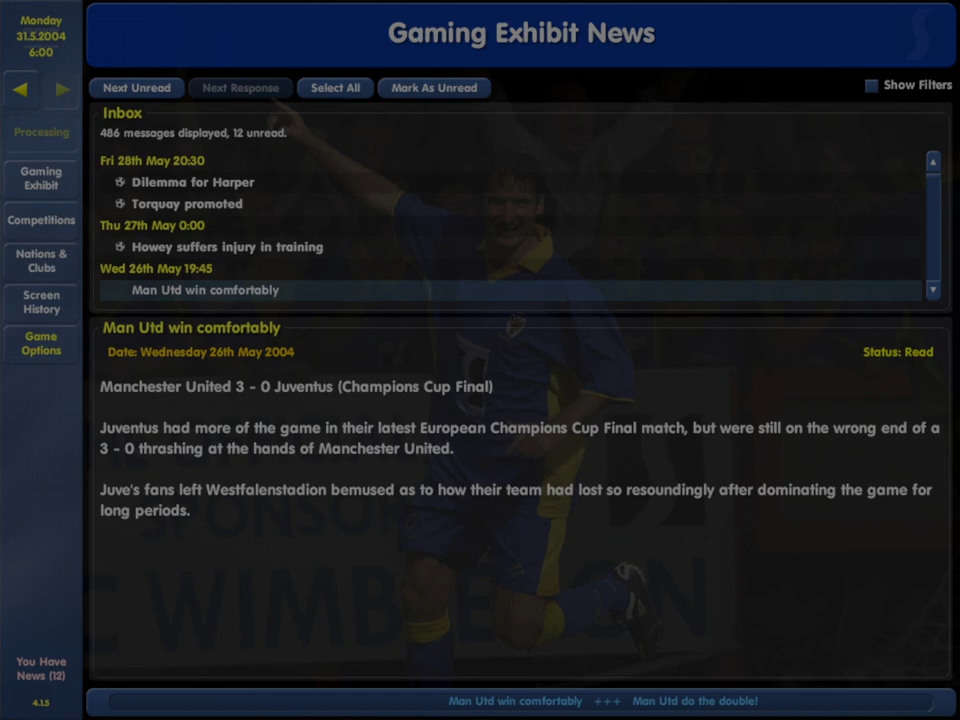 Monday
31.5.2004
6:00
Gaming Exhibit News
Next Unread
Next Response
Select All
Mark As Unread
Show Filters
Processing
Gaming
Exhibit
Competitions
Nations &
Clubs
Screen
History
Game
Options
Inbox
486 messages displayed, 12 unread.
Fri 28th May 20:30
Dilemma for Harper
Torquay promoted
Thu 27th May 0:00
Howey suffers injury in training
Wed 26th May 19:45
Man Utd win comfortably
Man Utd win comfortably
Date: Wednesday 26th May 2004
Status: Read
Manchester United 3 - 0 Juventus (Champions Cup Final)
Juventus had more of the game in their latest European Champions Cup Final match, but were still on the wrong end of a
3 - 0 thrashing at the hands of Manchester United.
Juve's fans left Westfalenstadion bemused as to how their team had lost so resoundingly after dominating the game for
long periods.
SPONSOR
C WIMBLEDON
You Have
News (12)
4.1.5
Man Utd win comfortably +++ Man Utd do the double!